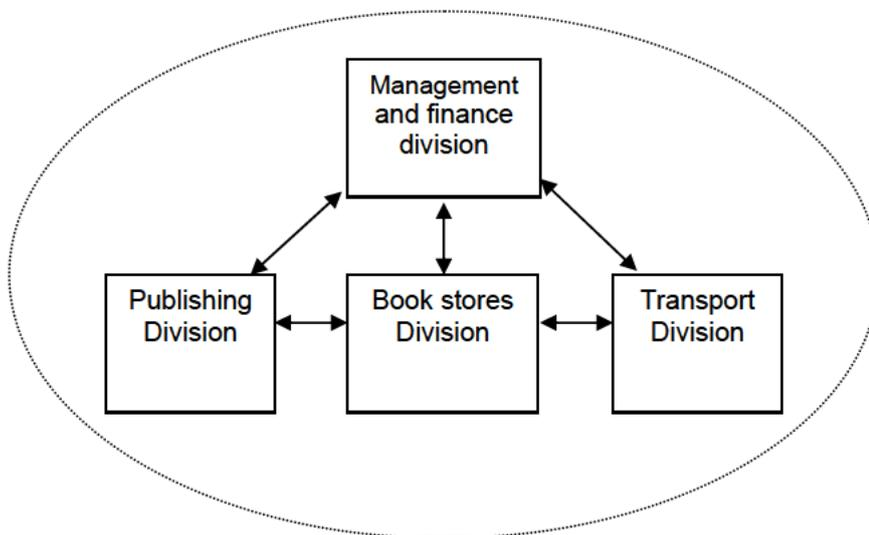 Management
and finance
division
Publishing
Division
Book stores
Division
Transport
Division